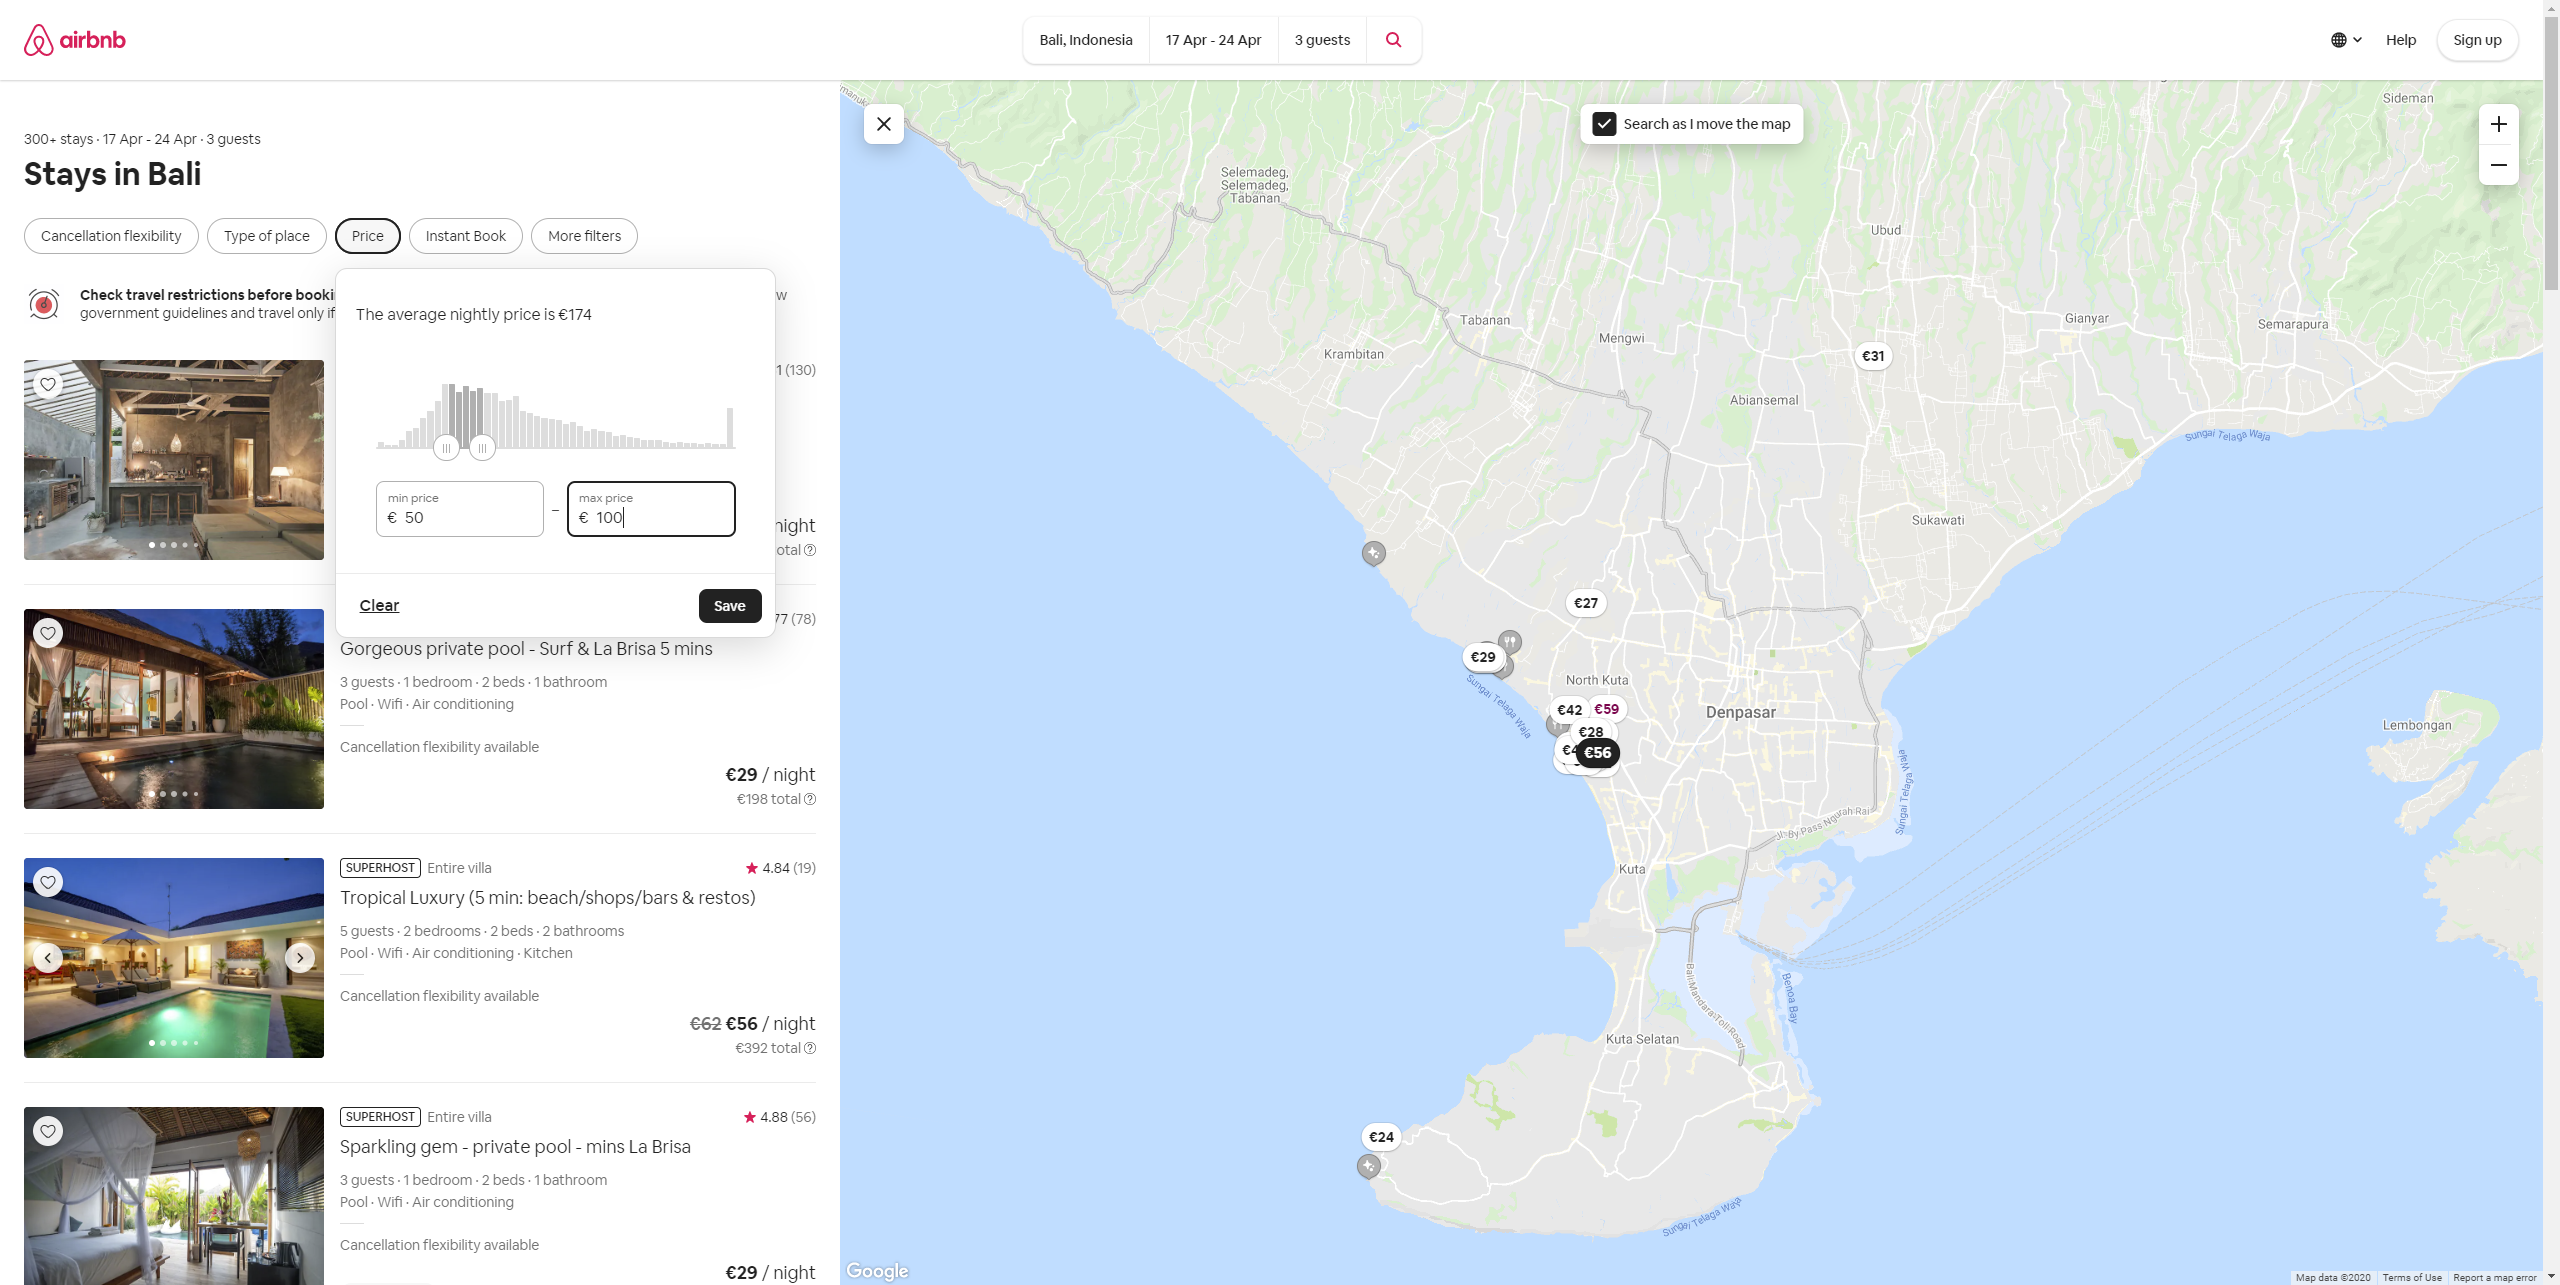 airbnb
Bali, Indonesia
17 Apr - 24 Apr
3 guests
Help
Sign up
300+ stays · 17 Apr - 24 Apr · 3 guests
Stays in Bali
Cancellation flexibility
Type of place
Price
Instant Book
More filters
Check travel restrictions before booki
w
government guidelines and travel only if
The average nightly price is €174
min price
€ 50
–
max price
€ 100
Clear
Save
1 (130)
night
otal
77 (78)
Gorgeous private pool - Surf & La Brisa 5 mins
3 guests · 1 bedroom · 2 beds · 1 bathroom
Pool · Wifi · Air conditioning
Cancellation flexibility available
€29 / night
€198 total
SUPERHOST Entire villa
4.84 (19)
Tropical Luxury (5 min: beach/shops/bars & restos)
5 guests · 2 bedrooms · 2 beds · 2 bathrooms
Pool · Wifi · Air conditioning · Kitchen
Cancellation flexibility available
€62 €56 / night
€392 total
SUPERHOST Entire villa
4.88 (56)
Sparkling gem - private pool - mins La Brisa
3 guests · 1 bedroom · 2 beds · 1 bathroom
Pool · Wifi · Air conditioning
Cancellation flexibility available
€29 / night
Search as I move the map
Sideman
Selemadeg,
Selemadeg,
Tabanan
Ubud
Tabanan
Gianyar
Semarapura
Mengwi
Krambitan
€31
Abiansemal
Sungai Telaga Waja
Sukawati
€27
€29
North Kuta
Sungai Telaga Waja
€42
€59
Denpasar
€28
€56
Lembongan
Sungai Telaga Waja
Jl. By Pass Ngurah Rai
Kuta
Bali Mandara Toll Road
Benoa Bay
Kuta Selatan
€24
Sungai Telaga Waja
Google
Map data ©2020
Terms of Use
Report a map error